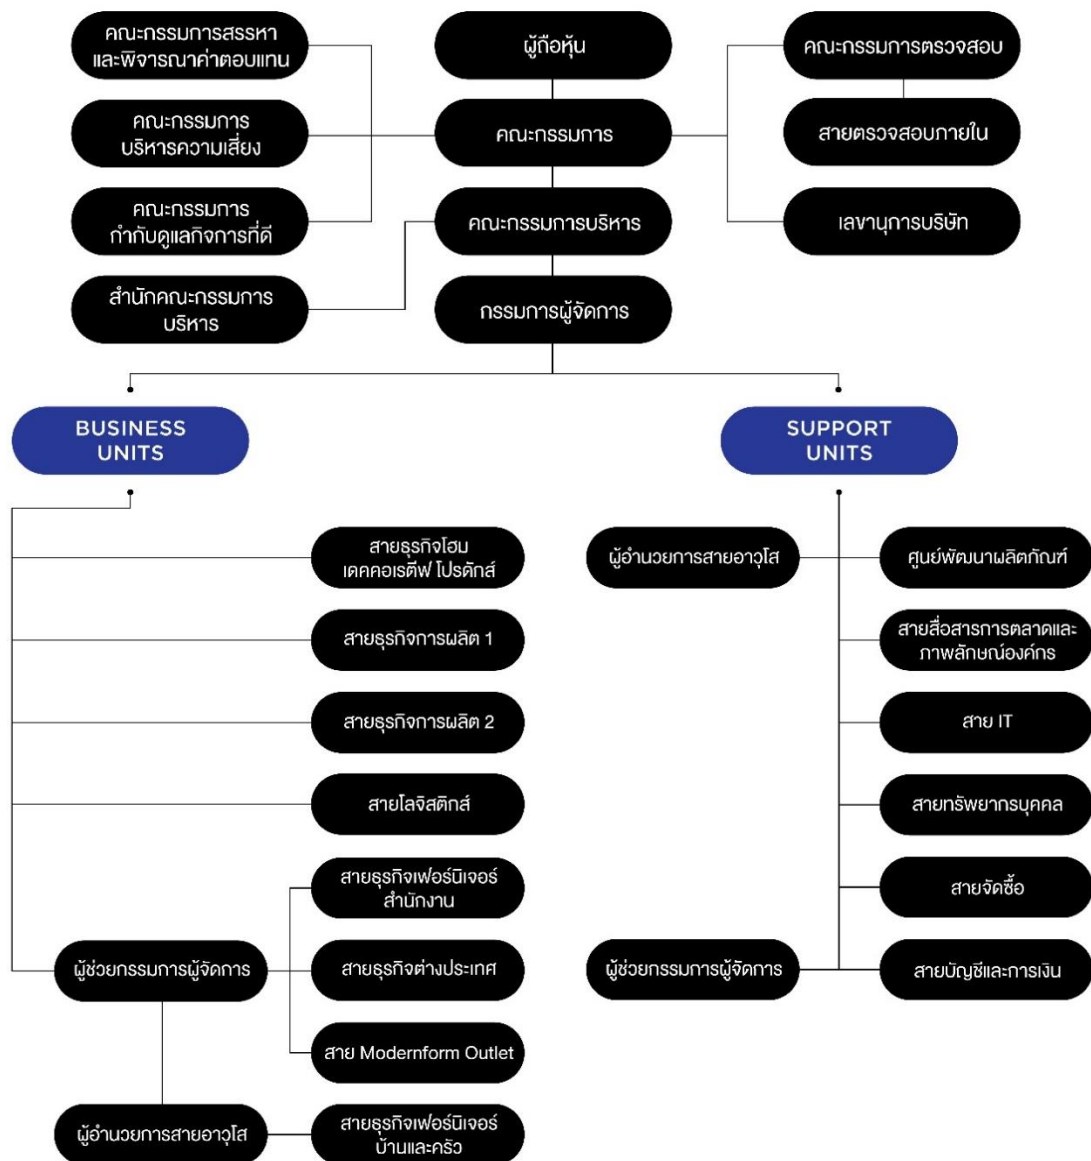 คณะกรรมการสรรหา
และพิจารณาค่าตอบแทน
ผู้ถือหุ้น
คณะกรรมการตรวจสอบ
คณะกรรมการ
บริหารความเสี่ยง
คณะกรรมการ
สายตรวจสอบภายใน
คณะกรรมการ
กำกับดูแลกิจการที่ดี
คณะกรรมการบริหาร
เลขานุการบริษัท
สำนักคณะกรรมการ
บริหาร
กรรมการผู้จัดการ
BUSINESS
UNITS
SUPPORT
UNITS
สายธุรกิจโฮม
เดคคอเรตีฟ โปรดักส์
ผู้อำนวยการสายอาวุโส
ศูนย์พัฒนาผลิตภัณฑ์
สายธุรกิจการผลิต 1
สายสื่อสารการตลาดและ
ภาพลักษณ์องค์กร
สายธุรกิจการผลิต 2
สาย IT
สายโลจิสติกส์
สายทรัพยากรบุคคล
สายธุรกิจเฟอร์นิเจอร์
สำนักงาน
สายจัดซื้อ
ผู้ช่วยกรรมการผู้จัดการ
สายธุรกิจต่างประเทศ
ผู้ช่วยกรรมการผู้จัดการ
สายบัญชีและการเงิน
สาย Modernform Outlet
ผู้อำนวยการสายอาวุโส
สายธุรกิจเฟอร์นิเจอร์
บ้านและครัว